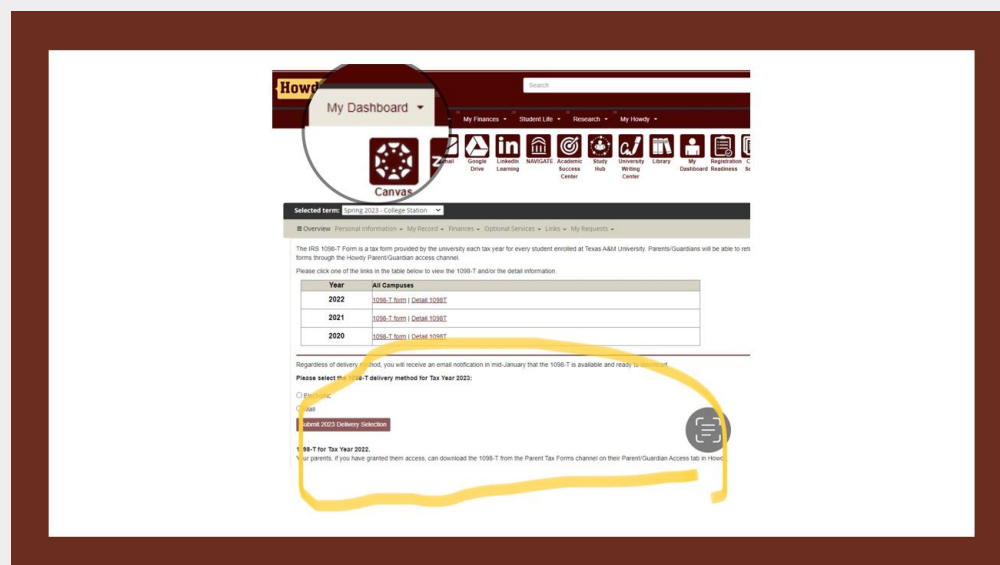 Howd
Search
My Dashboard
My Finances Student Life Research My Howdy
Canvas
Z
mail Google Drive LinkedIn Learning NAVIGATE Academic Success Center Study Hub University Writing Center Library My Dashboard Registration Readiness
Selected term: Spring 2023 - College Station
Overview Personal Information My Record Finances Optional Services Links My Requests
The IRS 1098-T Form is a tax form provided by the university each tax year for every student enrolled at Texas A&M University. Parents/Guardians will be able to
forms through the Howdy Parent/Guardian access channel.
Please click one of the links in the table below to view the 1098-T and/or the detail information.
Year All Campuses
2022 1098-T form | Detail 1098T
2021 1098-T form | Detail 1098T
2020 1098-T form | Detail 1098T
Regardless of delivery method, you will receive an email notification in mid-January that the 1098-T is available and ready to download.
Please select the 1098-T delivery method for Tax Year 2023:
Electronic
Mail
Submit 2023 Delivery Selection
1098-T for Tax Year 2022.
Your parents, if you have granted them access, can download the 1098-T from the Parent Tax Forms channel on their Parent/Guardian Access tab in Howd